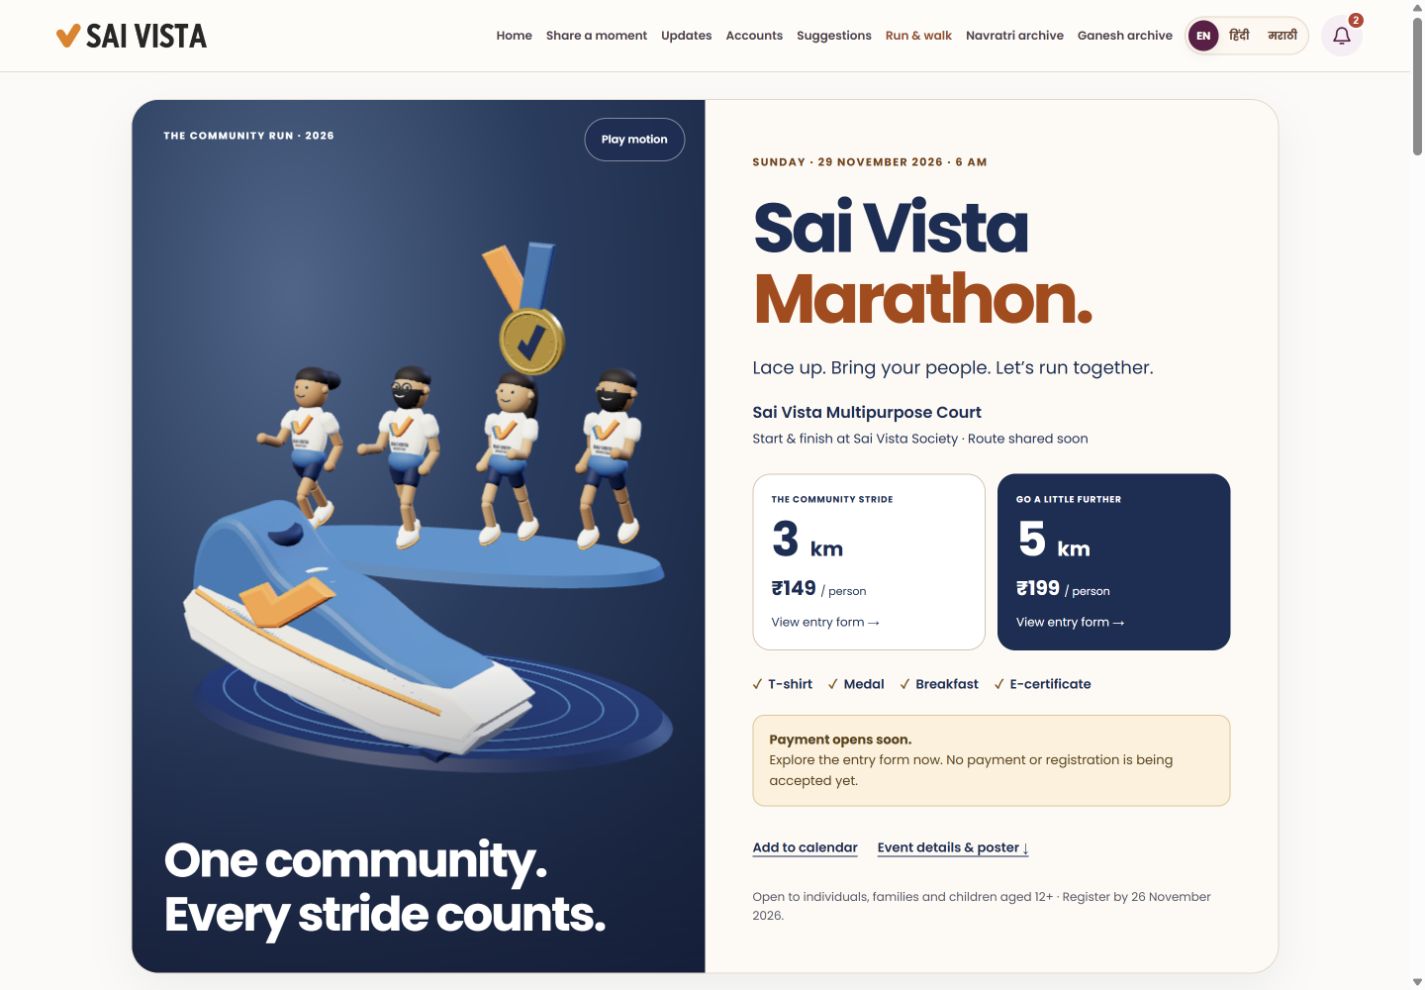 SAI VISTA
Home Share a moment Updates Accounts Suggestions Run & walk Navratri archive Ganesh archive EN हिंदी मराठी 2
THE COMMUNITY RUN · 2026
Play motion
One community.
Every stride counts.
SUNDAY · 29 NOVEMBER 2026 · 6 AM
Sai Vista
Marathon.
Lace up. Bring your people. Let’s run together.
Sai Vista Multipurpose Court
Start & finish at Sai Vista Society · Route shared soon
THE COMMUNITY STRIDE
3 km
₹149 / person
View entry form →
GO A LITTLE FURTHER
5 km
₹199 / person
View entry form →
✓ T-shirt ✓ Medal ✓ Breakfast ✓ E-certificate
Payment opens soon.
Explore the entry form now. No payment or registration is being
accepted yet.
Add to calendar Event details & poster ↓
Open to individuals, families and children aged 12+ · Register by 26 November
2026.